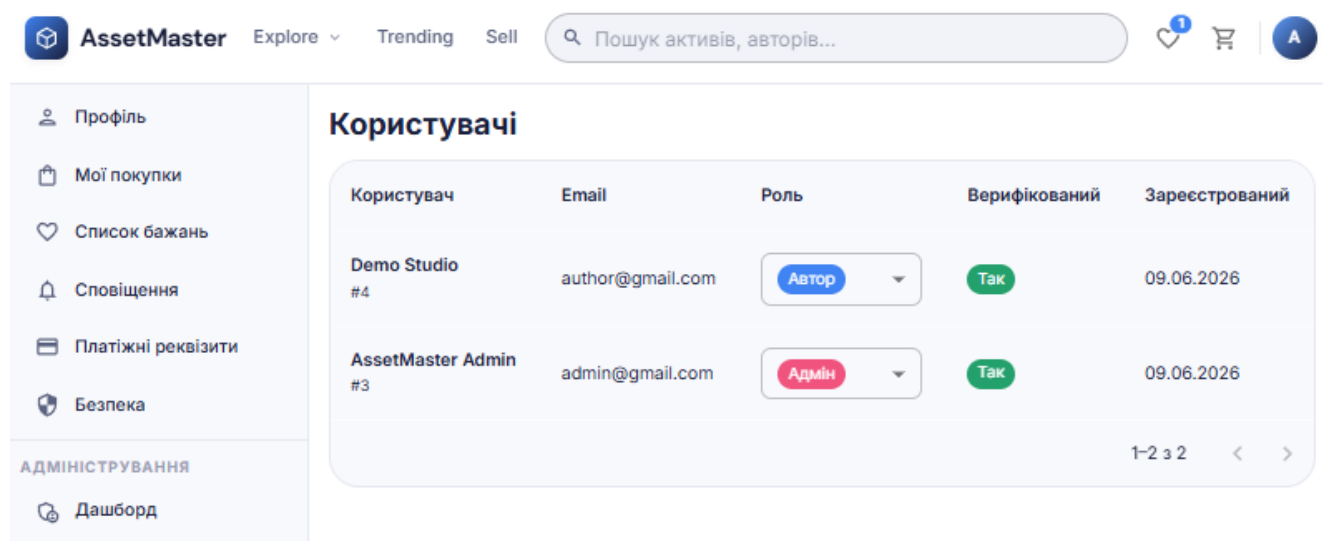 AssetMaster Explore Trending Sell Пошук активів, авторів... 1 A
Профіль
Мої покупки
Список бажань
Сповіщення
Платіжні реквізити
Безпека
АДМІНІСТРУВАННЯ
Дашборд
Користувачі
Користувач Email Роль Верифікований Зареєстрований
Demo Studio
#4
author@gmail.com Автор Так 09.06.2026
AssetMaster Admin
#3
admin@gmail.com Адмін Так 09.06.2026
1–2 з 2